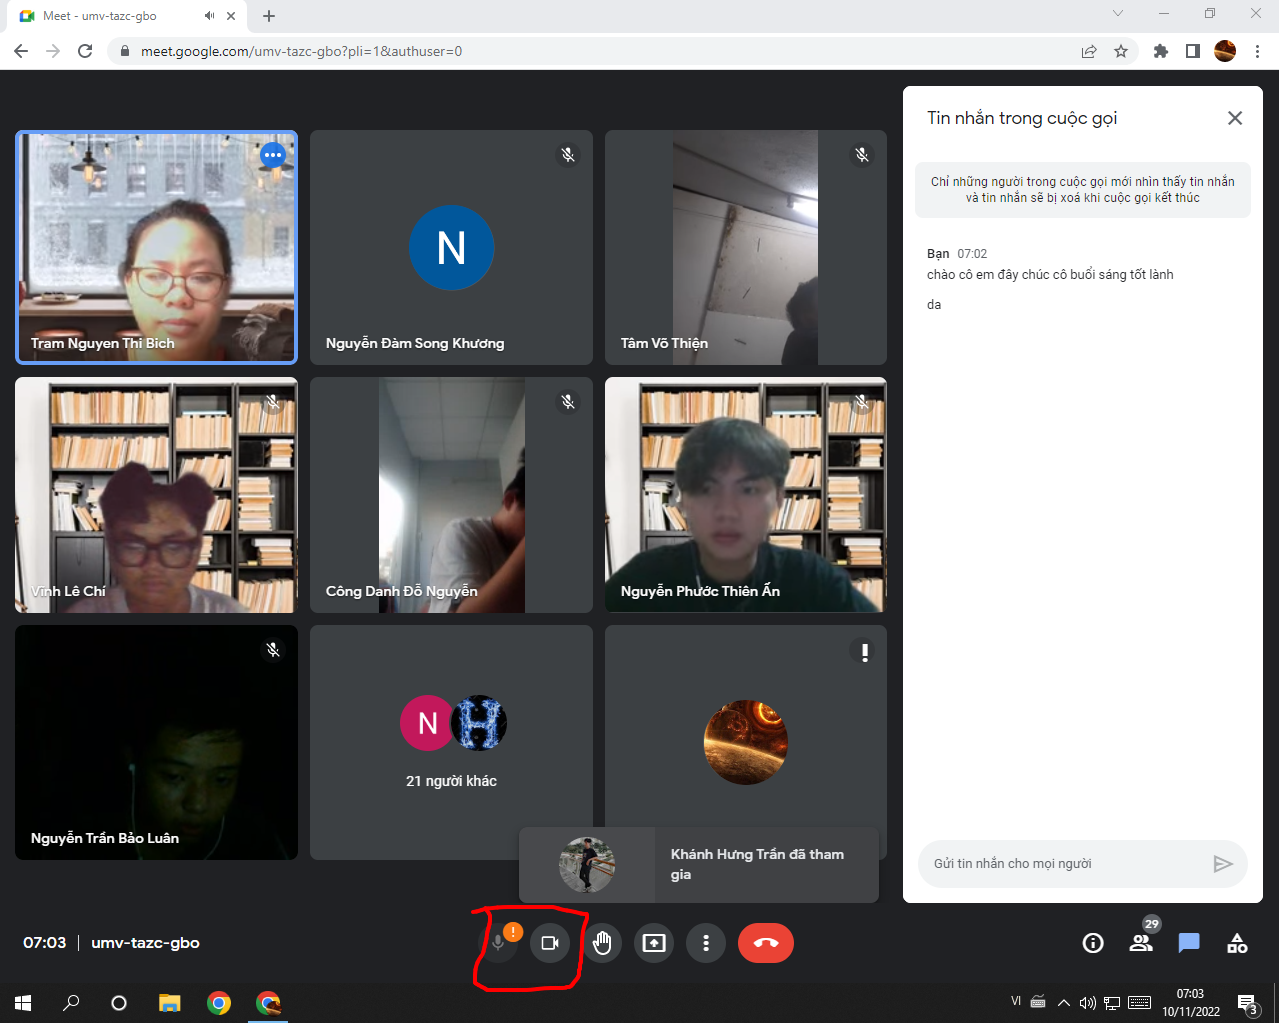 Meet - umv-tazc-gbo
meet.google.com/umv-tazc-gbo?pli=1&authuser=0
Tram Nguyen Thi Bich
N
Nguyễn Đàm Song Khương
Tâm Võ Thiện
Vĩnh Lê Chí
Công Danh Đỗ Nguyễn
Nguyễn Phước Thiên Ấn
Nguyễn Trần Bảo Luân
N
H
21 người khác
Khánh Hưng Trần đã tham
gia
Tin nhắn trong cuộc gọi
Chỉ những người trong cuộc gọi mới nhìn thấy tin nhắn
và tin nhắn sẽ bị xoá khi cuộc gọi kết thúc
Bạn 07:02
chào cô em đây chúc cô buổi sáng tốt lành
da
Gửi tin nhắn cho mọi người
07:03 | umv-tazc-gbo
29
VI
07:03
10/11/2022
3